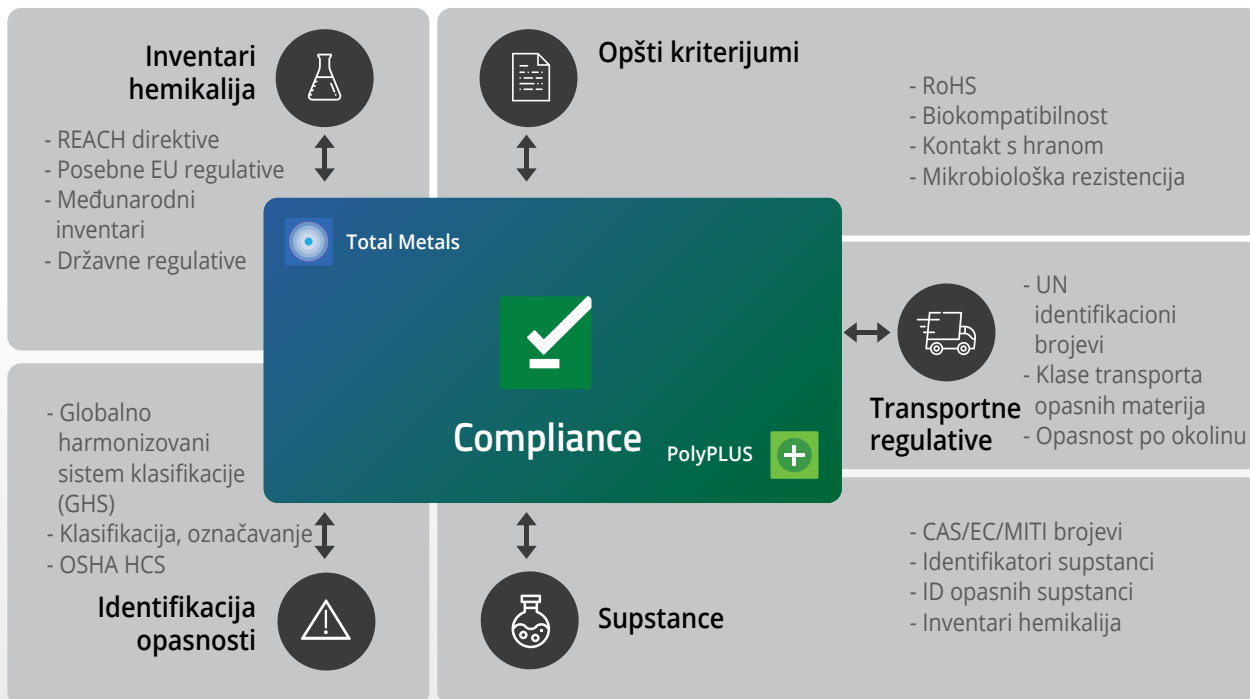 Inventari
hemikalija
- REACH direktive
- Posebne EU regulative
- Međunarodni
inventari
- Državne regulative
Opšti kriterijumi
- RoHS
- Biokompatibilnost
- Kontakt s hranom
- Mikrobiološka rezistencija
Total Metals
Compliance
PolyPLUS
- UN
identifikacioni
brojevi
- Klase transporta
opasnih materija
- Opasnost po okolinu
Transportne
regulative
- Globalno
harmonizovani
sistem klasifikacije
(GHS)
- Klasifikacija, označavanje
- OSHA HCS
Identifikacija
opasnosti
Supstance
- CAS/EC/MITI brojevi
- Identifikatori supstanci
- ID opasnih supstanci
- Inventari hemikalija